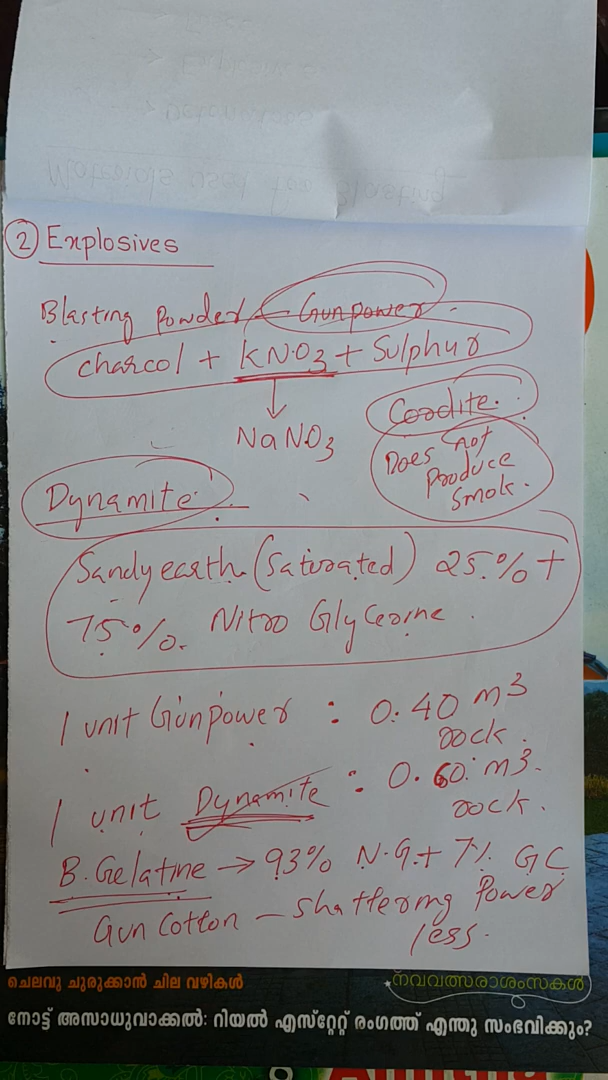 ② Explosives
Blasting Powder - Gunpower.
charcol + KNO3 + Sulphur
↓
NaNO3
Cordite.
Does not
Produce
Smok.
Dynamite.
Sandyearth (Saturated) 25% +
75%. Nitro Glycerine.
1 unit Gunpower : 0.40 m3
rock.
1 unit Dynamite : 0.60 m3.
rock.
B. Gelatine → 93% N.G + 7% GC
Gun Cotton - shattering Power
less.
ചെലവു ചുരുക്കാൻ ചില വഴികൾ
നവവത്സരാശംസകൾ
നോട്ട് അസാധുവാക്കൽ: റിയൽ എസ്റ്റേറ്റ് രംഗത്ത് എന്തു സംഭവിക്കും?